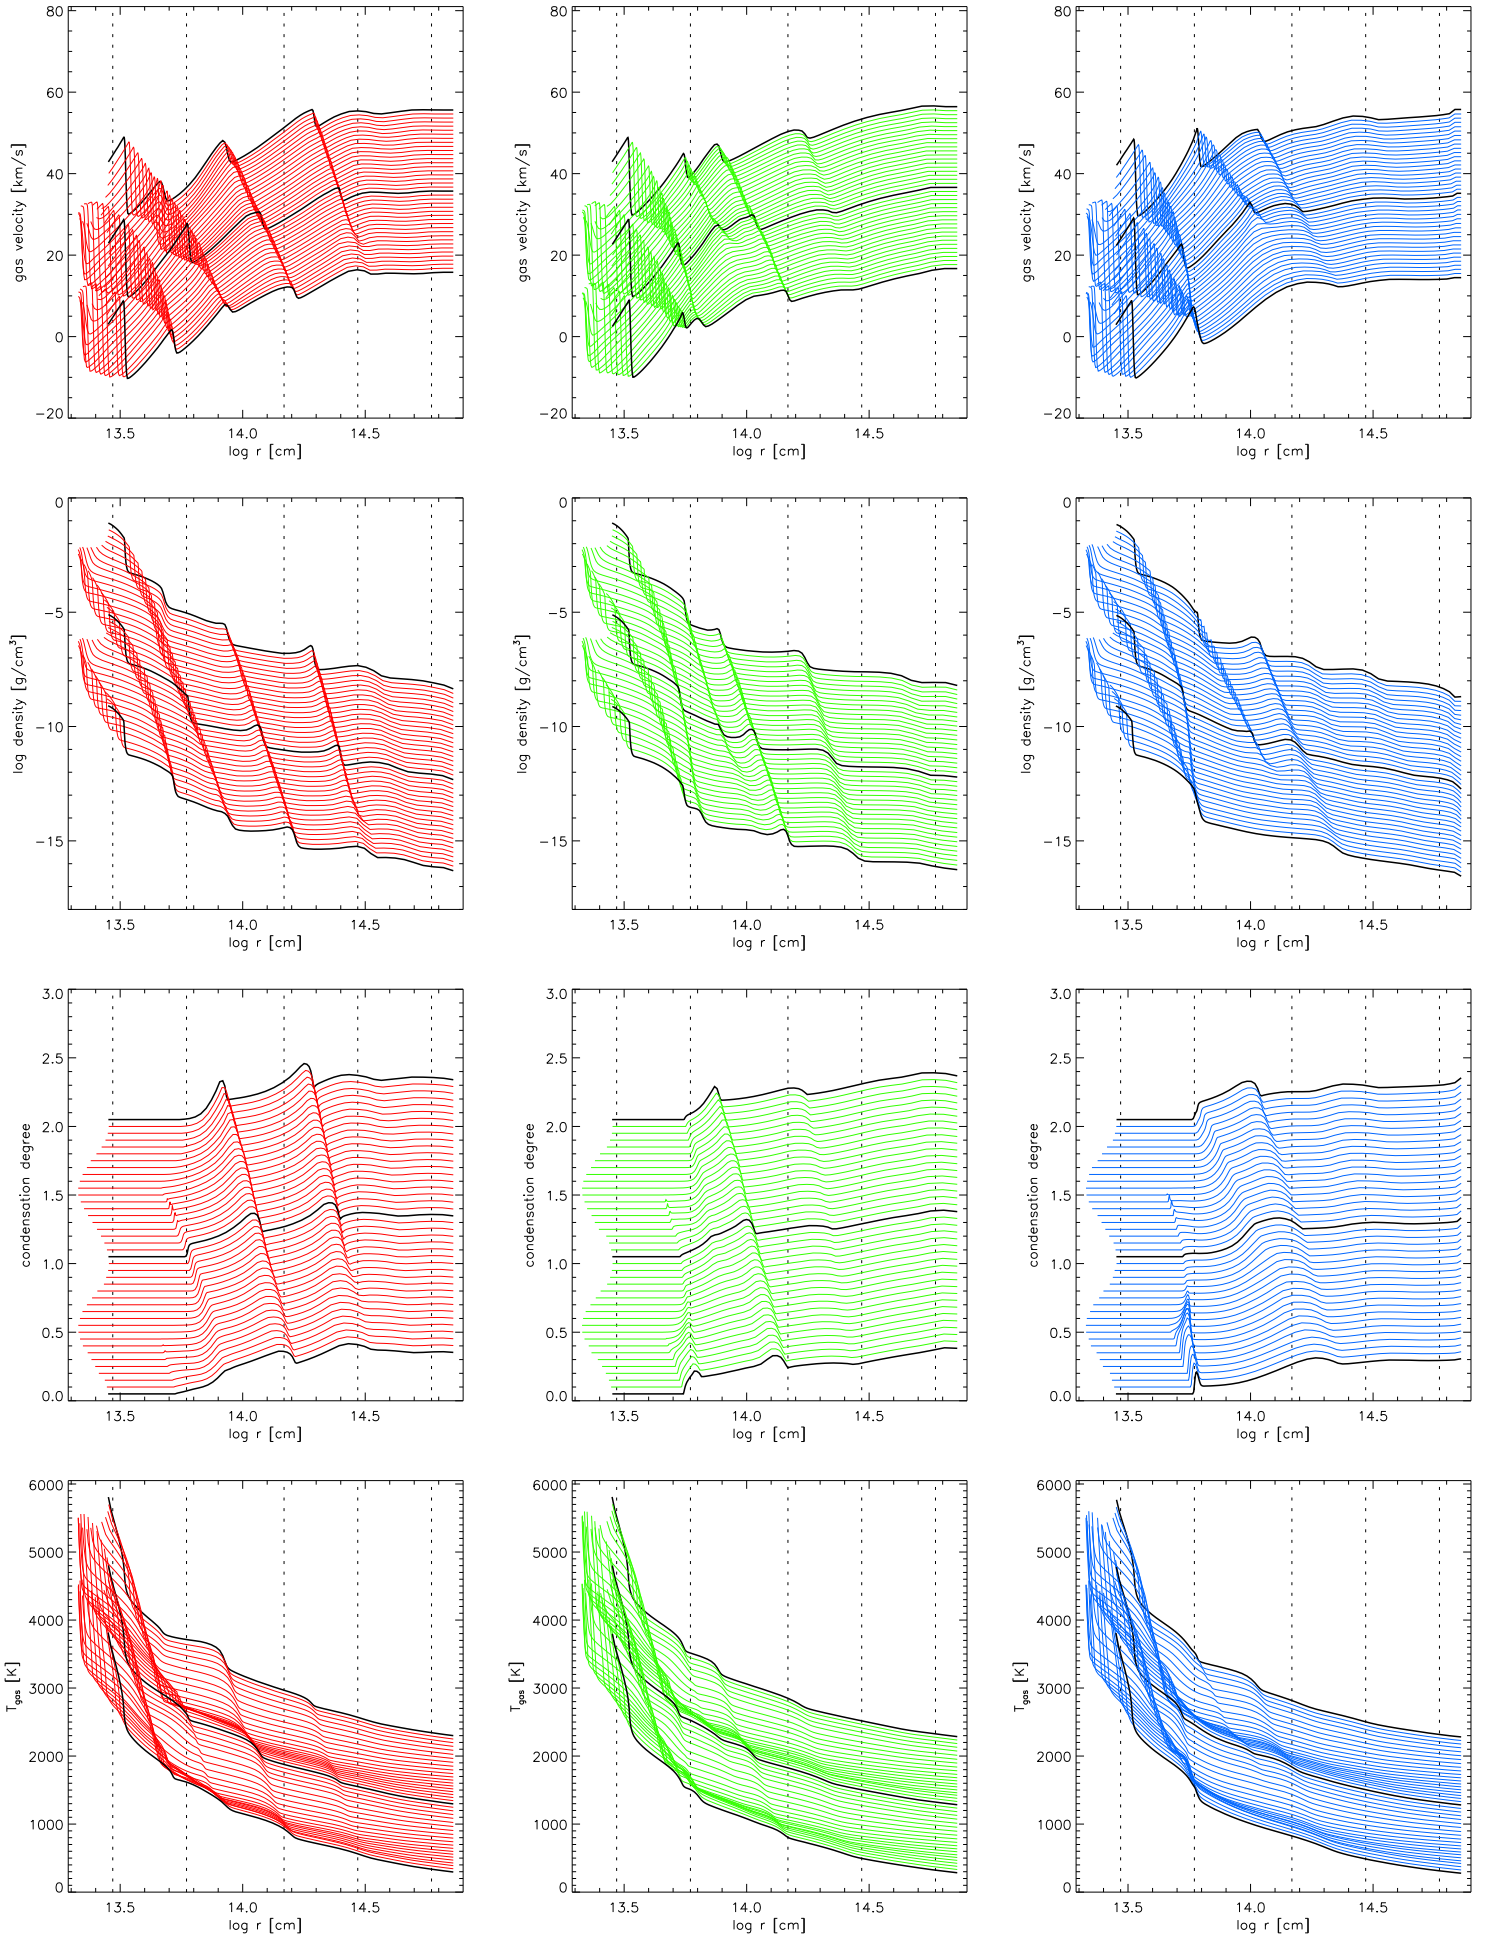 80 80 80
60 60 60
40 40 40
20 20 20
0 0 0
−20 −20 −20
gas velocity [km/s] gas velocity [km/s] gas velocity [km/s]
13.5 14.0 14.5 13.5 14.0 14.5 13.5 14.0 14.5
log r [cm] log r [cm] log r [cm]
0 0 0
−5 −5 −5
−10 −10 −10
−15 −15 −15
log density [g/cm³] log density [g/cm³] log density [g/cm³]
13.5 14.0 14.5 13.5 14.0 14.5 13.5 14.0 14.5
log r [cm] log r [cm] log r [cm]
3.0 3.0 3.0
2.5 2.5 2.5
2.0 2.0 2.0
1.5 1.5 1.5
1.0 1.0 1.0
0.5 0.5 0.5
0.0 0.0 0.0
condensation degree condensation degree condensation degree
13.5 14.0 14.5 13.5 14.0 14.5 13.5 14.0 14.5
log r [cm] log r [cm] log r [cm]
6000 6000 6000
5000 5000 5000
4000 4000 4000
3000 3000 3000
2000 2000 2000
1000 1000 1000
0 0 0
Tgas [K] Tgas [K] Tgas [K]
13.5 14.0 14.5 13.5 14.0 14.5 13.5 14.0 14.5
log r [cm] log r [cm] log r [cm]